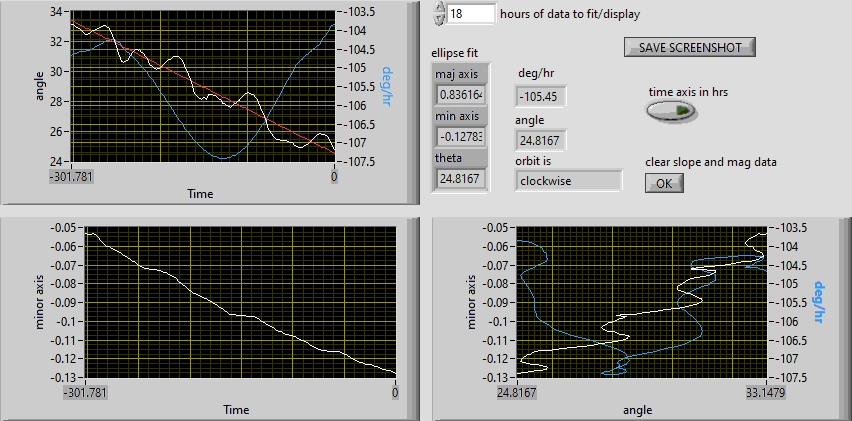 34
32
30
28
26
24
angle
-103.5
-104
-104.5
-105
-105.5
-106
-106.5
-107
-107.5
deg/hr
-301.781
0
Time
18 hours of data to fit/display
SAVE SCREENSHOT
ellipse fit
maj axis
0.836164
min axis
-0.12783
theta
24.8167
deg/hr
-105.45
angle
24.8167
orbit is
clockwise
time axis in hrs
clear slope and mag data
OK
-0.05
-0.06
-0.07
-0.08
-0.09
-0.1
-0.11
-0.12
-0.13
minor axis
-301.781
0
Time
-0.05
-0.06
-0.07
-0.08
-0.09
-0.1
-0.11
-0.12
-0.13
minor axis
-103.5
-104
-104.5
-105
-105.5
-106
-106.5
-107
-107.5
deg/hr
24.8167
33.1479
angle